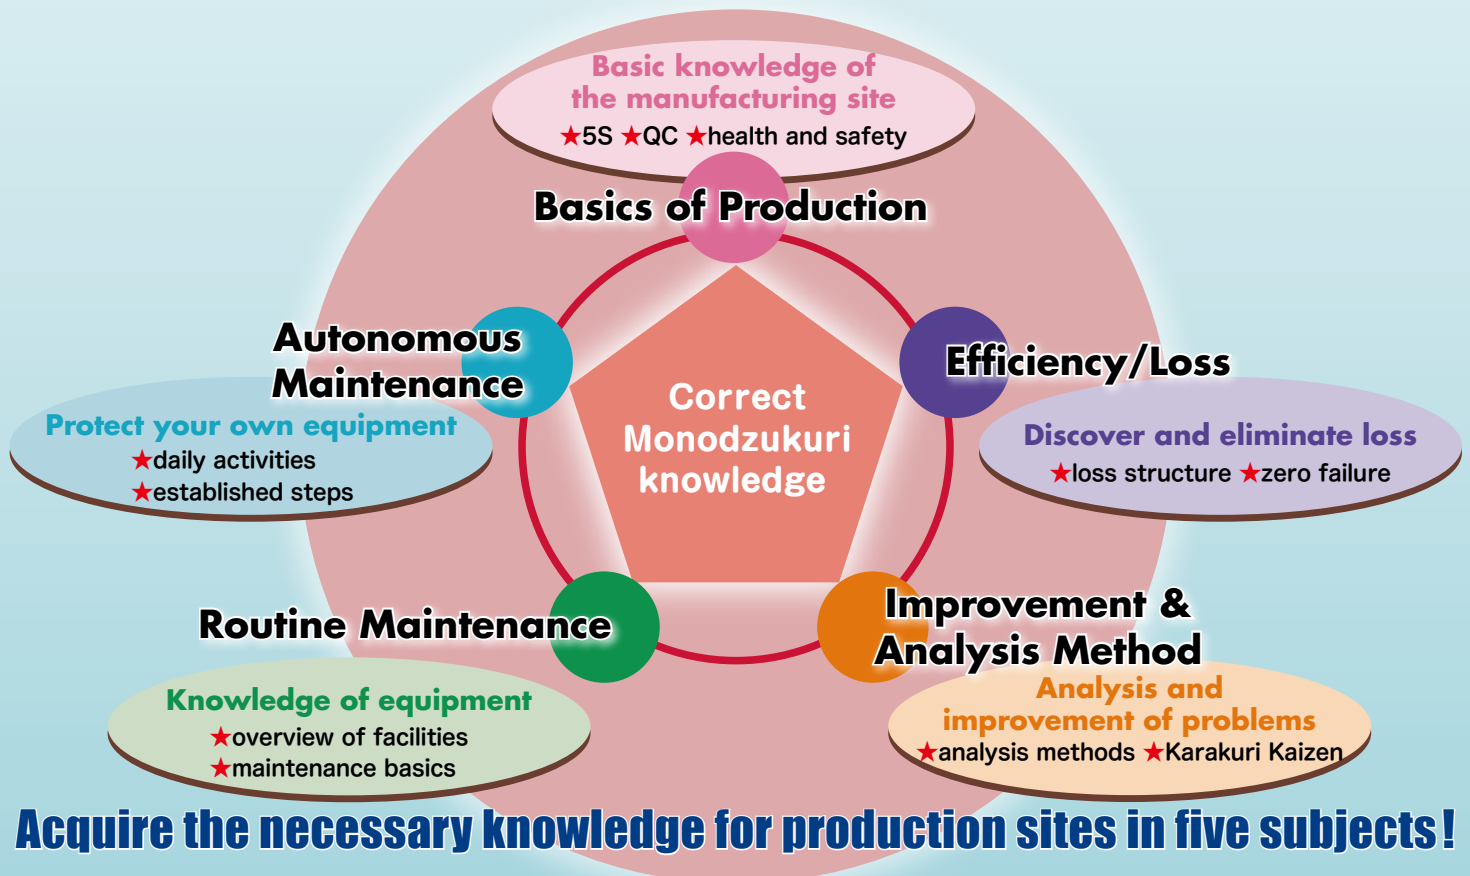 Basic knowledge of
the manufacturing site
★5S ★QC ★health and safety
Basics of Production
Autonomous
Maintenance
Protect your own equipment
★daily activities
★established steps
Efficiency/Loss
Discover and eliminate loss
★loss structure ★zero failure
Correct
Monodzukuri
knowledge
Routine Maintenance
Knowledge of equipment
★overview of facilities
★maintenance basics
Improvement &
Analysis Method
Analysis and
improvement of problems
★analysis methods ★Karakuri Kaizen
Acquire the necessary knowledge for production sites in five subjects!